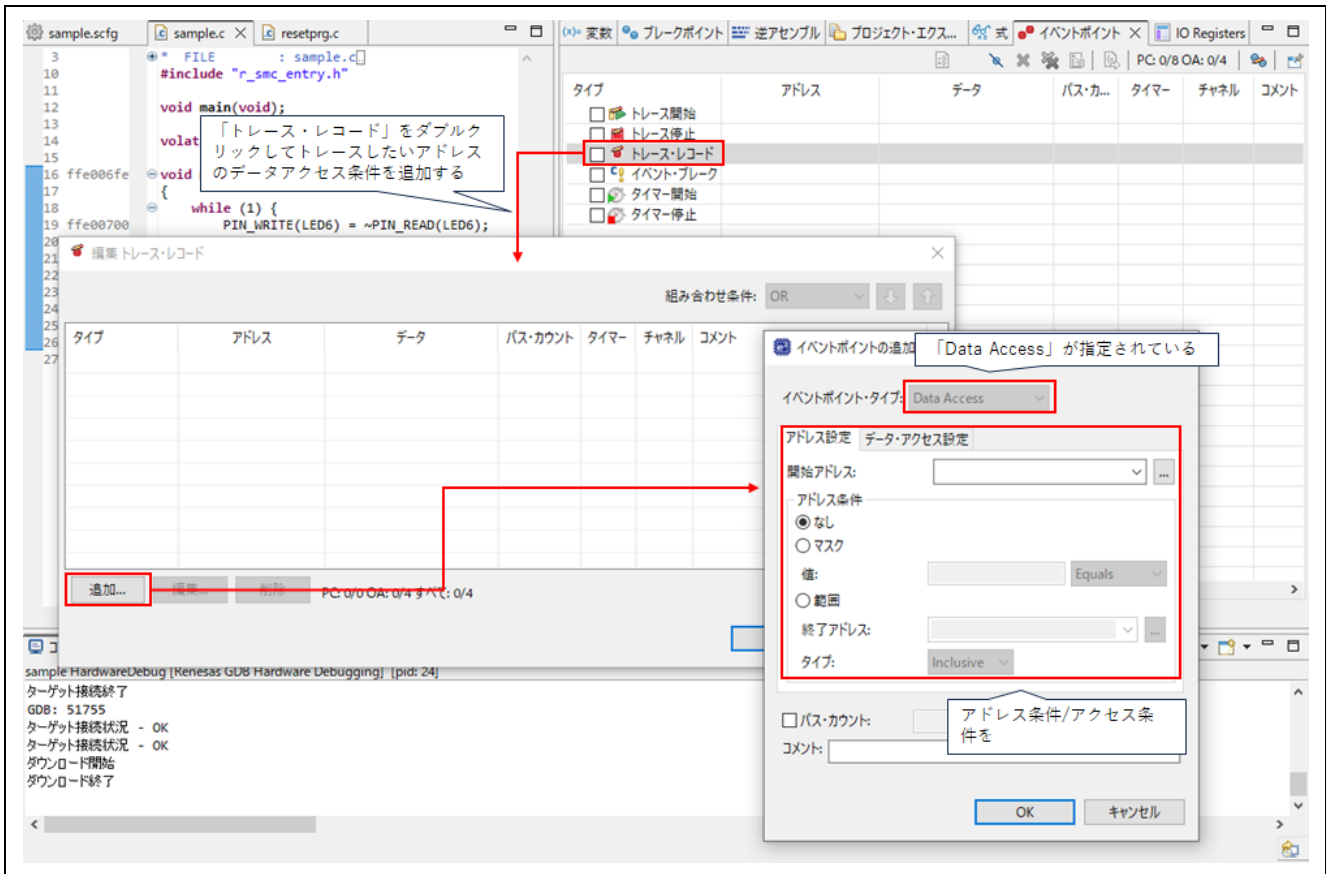 sample.scfg
sample.c
resetprg.c
3 * FILE : sample.c
10 #include "r_smc_entry.h"
11
12 void main(void);
13
14 volat
15
16 ffe006fe void
17 {
18 while (1) {
19 ffe00700 PIN_WRITE(LED6) = ~PIN_READ(LED6);
20
21
22
23
24
25
26
27
「トレース・レコード」をダブルク
リックしてトレースしたいアドレス
のデータアクセス条件を追加する
(x)= 変数 ブレークポイント 逆アセンブル プロジェクト・エクス... 式 イベントポイント IO Registers
PC: 0/8 OA: 0/4
タイプ アドレス データ パス・カ... タイマー チャネル コメント
トレース開始
トレース停止
トレース・レコード
イベント・ブレーク
タイマー開始
タイマー停止
編集 トレース・レコード
組み合わせ条件: OR
タイプ アドレス データ パス・カウント タイマー チャネル コメント
追加... 編集... 削除 PC: 0/0 OA: 0/4 すべて: 0/4
イベントポイントの追加
「Data Access」が指定されている
イベントポイント・タイプ: Data Access
アドレス設定 データ・アクセス設定
開始アドレス: ...
アドレス条件
なし
マスク
値: Equals
範囲
終了アドレス: ...
タイプ: Inclusive
アドレス条件/アクセス条
件を
パス・カウント:
コメント:
OK キャンセル
sample HardwareDebug [Renesas GDB Hardware Debugging] [pid: 24]
ターゲット接続終了
GDB: 51755
ターゲット接続状況 - OK
ターゲット接続状況 - OK
ダウンロード開始
ダウンロード終了